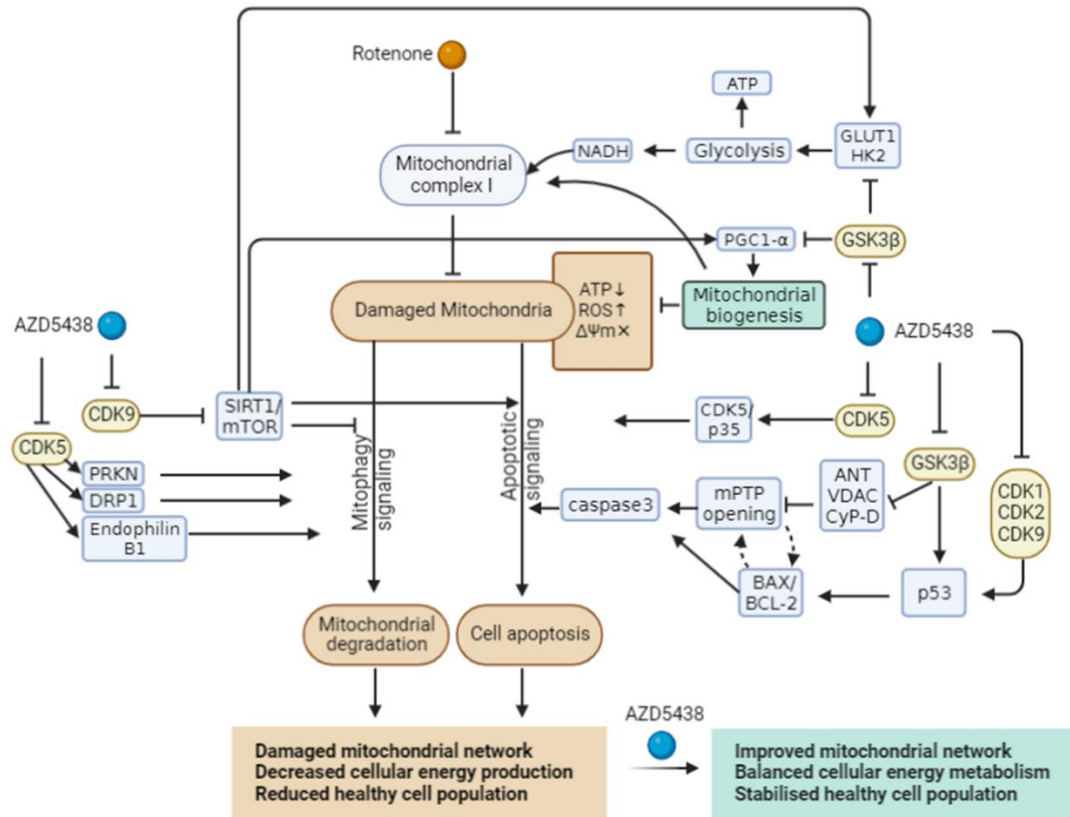 Rotenone
ATP
GLUT1
HK2
Glycolysis
NADH
Mitochondrial
complex I
PGC1-α
GSK3β
ATP↓
ROS↑
ΔΨm×
Damaged Mitochondria
Mitochondrial
biogenesis
AZD5438
AZD5438
CDK9
SIRT1/
mTOR
CDK5/
p35
CDK5
CDK5
PRKN
DRP1
Endophilin
B1
Mitophagy
signaling
Apoptotic
signaling
GSK3β
ANT
VDAC
CyP-D
mPTP
opening
caspase3
CDK1
CDK2
CDK9
BAX/
BCL-2
p53
Mitochondrial
degradation
Cell apoptosis
AZD5438
Damaged mitochondrial network
Decreased cellular energy production
Reduced healthy cell population
Improved mitochondrial network
Balanced cellular energy metabolism
Stabilised healthy cell population